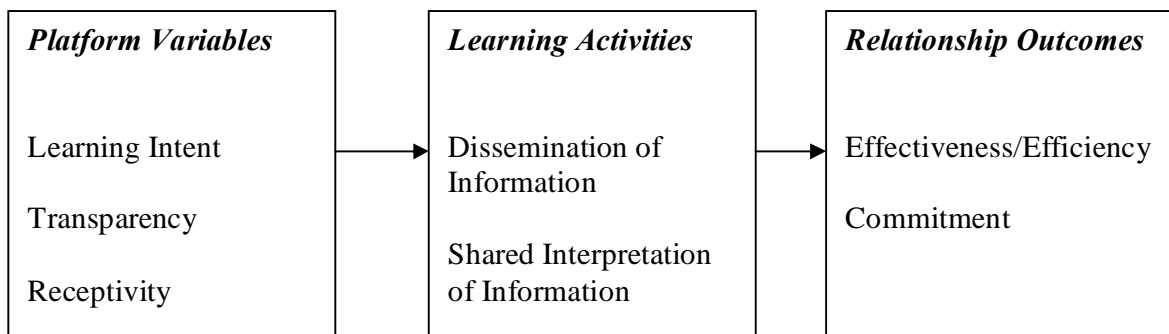 Platform Variables
Learning Intent
Transparency
Receptivity
Learning Activities
Dissemination of
Information
Shared Interpretation
of Information
Relationship Outcomes
Effectiveness/Efficiency
Commitment